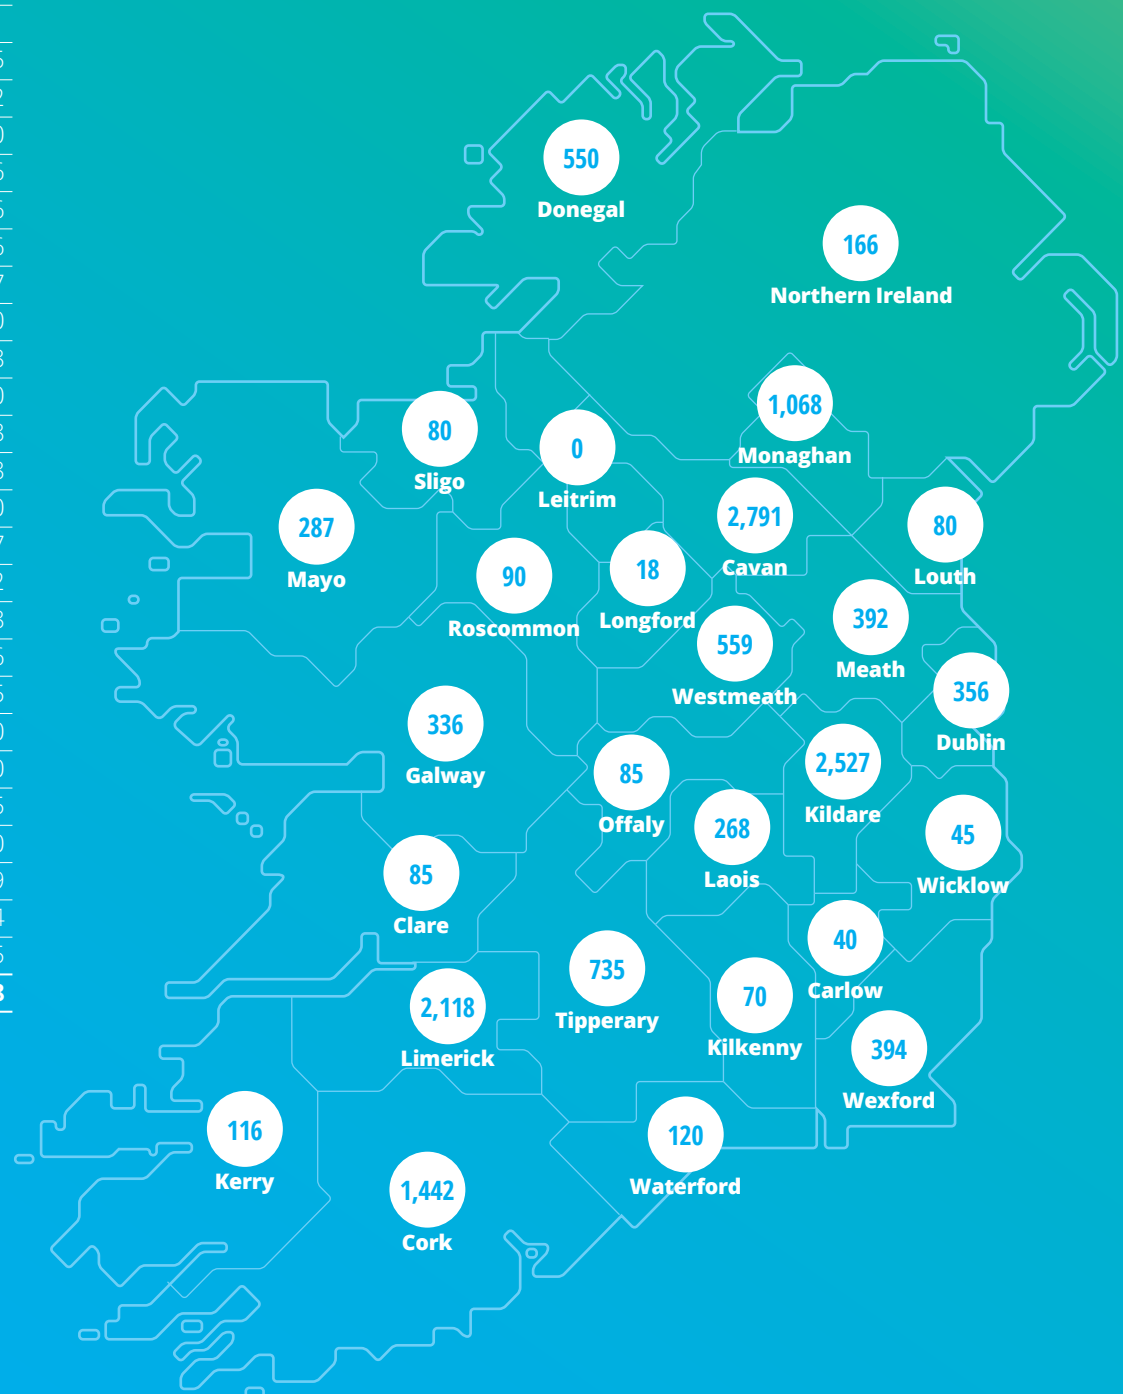 550
Donegal
166
Northern Ireland
1,068
Monaghan
80
Sligo
0
Leitrim
2,791
Cavan
80
Louth
287
Mayo
90
Roscommon
18
Longford
392
Meath
559
Westmeath
356
Dublin
336
Galway
85
Offaly
2,527
Kildare
268
Laois
45
Wicklow
85
Clare
40
Carlow
735
Tipperary
70
Kilkenny
2,118
Limerick
394
Wexford
116
Kerry
120
Waterford
1,442
Cork